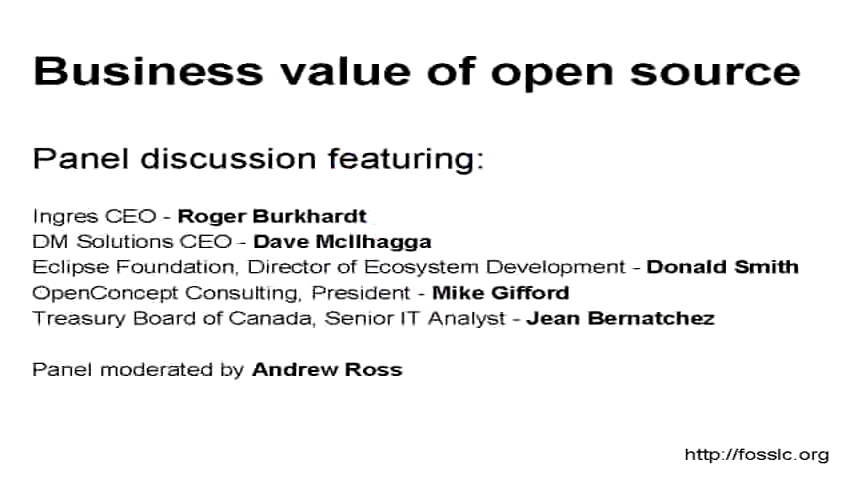 Business value of open source
Panel discussion featuring:
Ingres CEO - Roger Burkhardt
DM Solutions CEO - Dave McIlhagga
Eclipse Foundation, Director of Ecosystem Development - Donald Smith
OpenConcept Consulting, President - Mike Gifford
Treasury Board of Canada, Senior IT Analyst - Jean Bernatchez
Panel moderated by Andrew Ross
http://fosslc.org